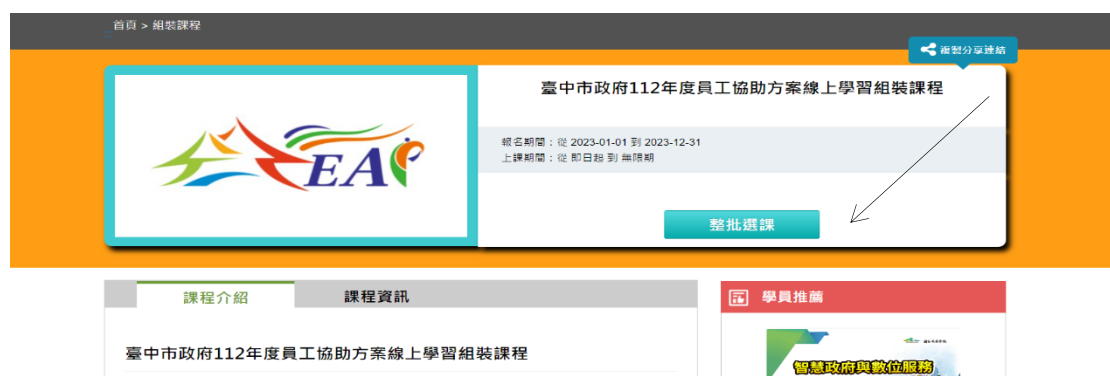 首頁 > 組裝課程
複製分享連結
臺中市政府112年度員工協助方案線上學習組裝課程
報名期間：從 2023-01-01 到 2023-12-31
上課期間：從 即日起 到 無限期
EAP
整批選課
課程介紹
課程資訊
學員推薦
臺中市政府112年度員工協助方案線上學習組裝課程
智慧政府與數位服務